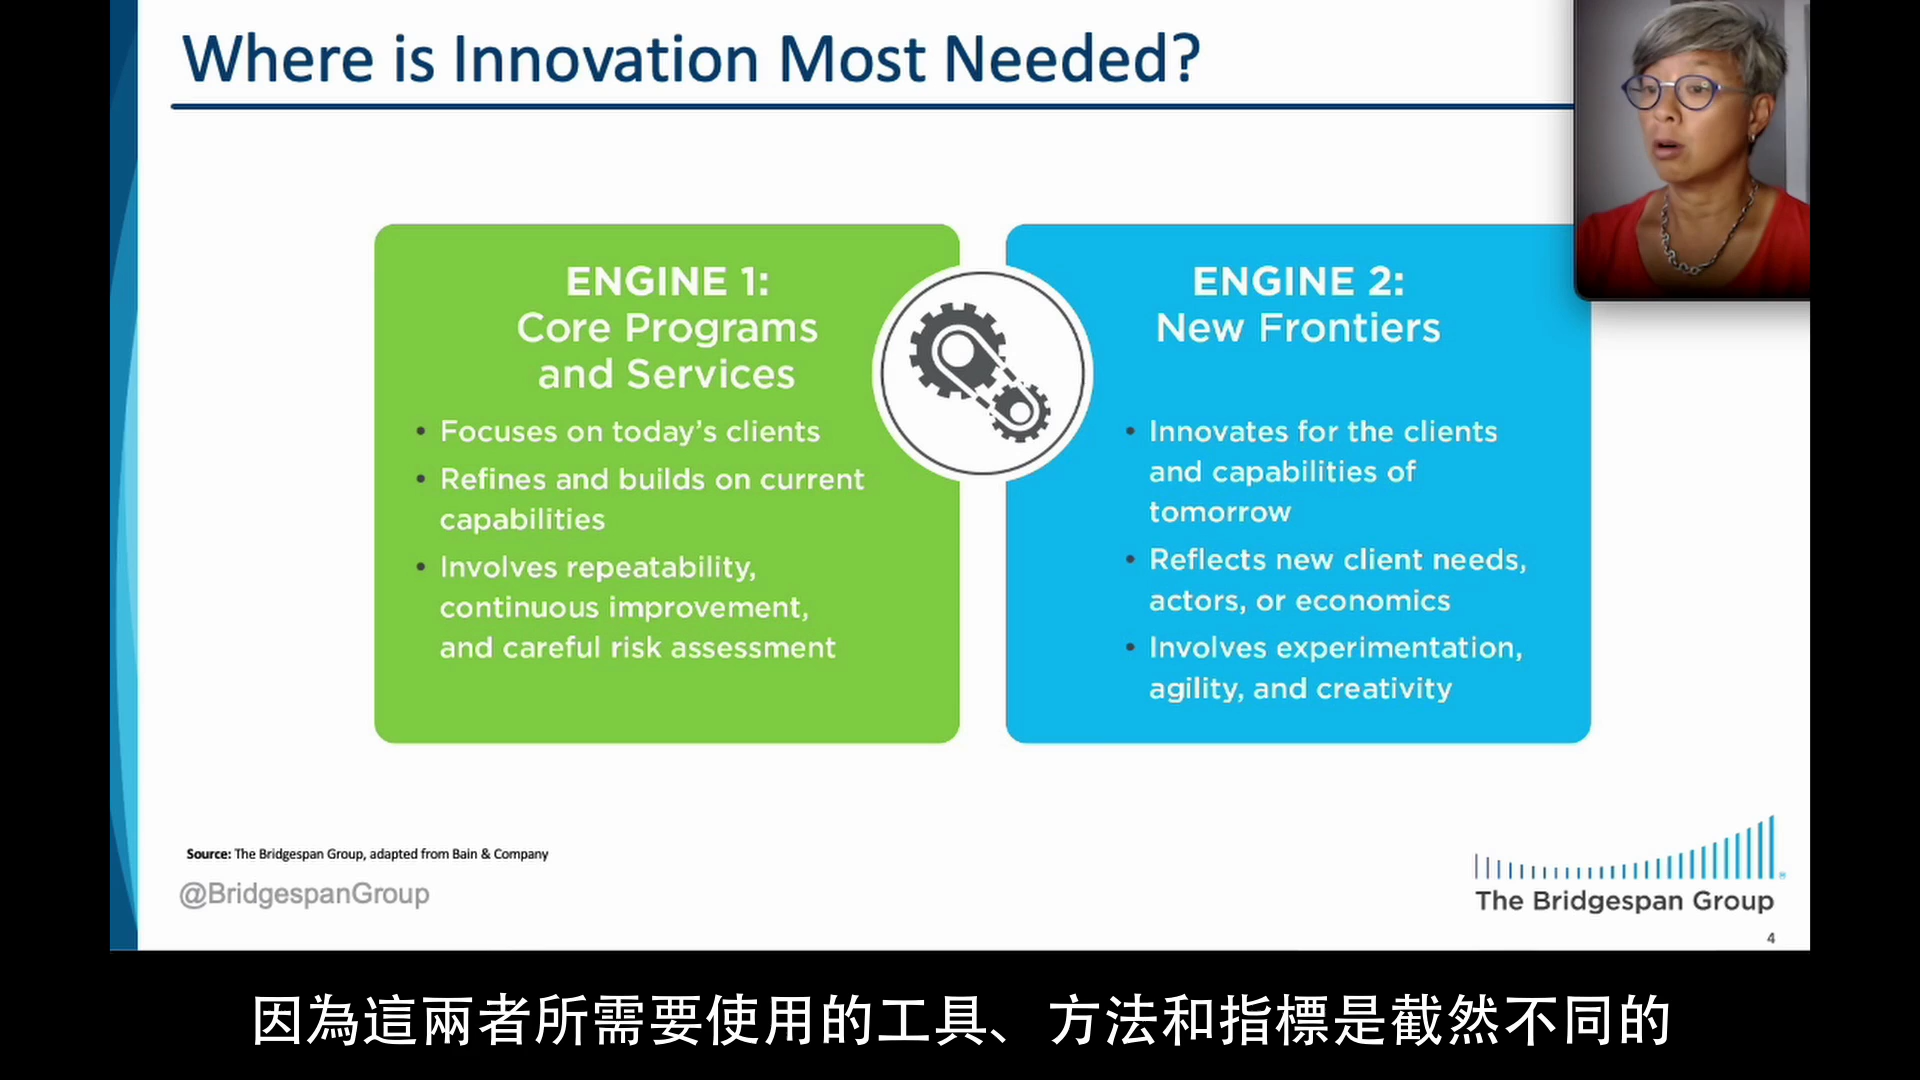 Where is Innovation Most Needed?
ENGINE 1:
Core Programs
and Services
• Focuses on today's clients
• Refines and builds on current
capabilities
• Involves repeatability,
continuous improvement,
and careful risk assessment
ENGINE 2:
New Frontiers
• Innovates for the clients
and capabilities of
tomorrow
• Reflects new client needs,
actors, or economics
• Involves experimentation,
agility, and creativity
Source: The Bridgespan Group, adapted from Bain & Company
@BridgespanGroup
The Bridgespan Group®
4
因為這兩者所需要使用的工具、方法和指標是截然不同的